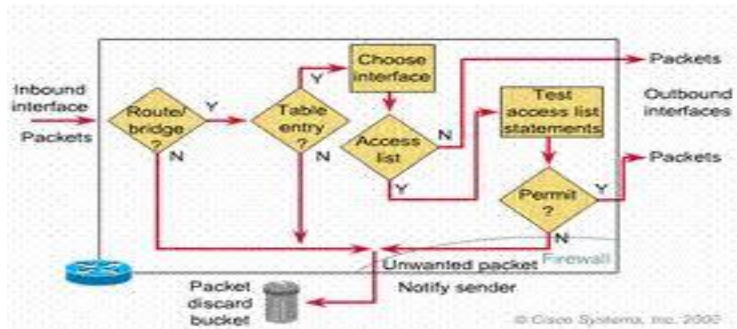 Inbound
interface
Packets
Route/
bridge
?
Y
N
Table
entry
?
Y
N
Choose
interface
Access
list
N
Y
Test
access list
statements
Permit
?
Y
N
Packets
Outbound
interfaces
Packets
Firewall
Unwanted packet
Notify sender
Packet
discard
bucket
© Cisco Systems, Inc. 2000